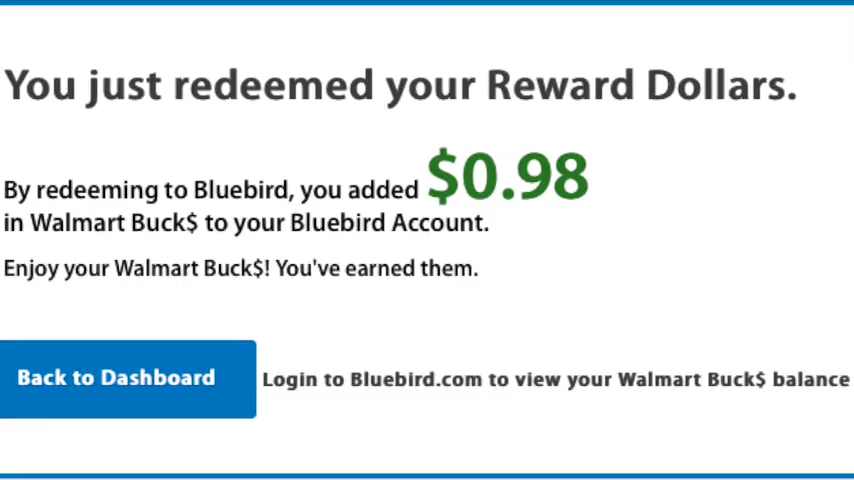 You just redeemed your Reward Dollars.
By redeeming to Bluebird, you added $0.98
in Walmart Buck$ to your Bluebird Account.
Enjoy your Walmart Buck$! You've earned them.
Back to Dashboard Login to Bluebird.com to view your Walmart Buck$ balance